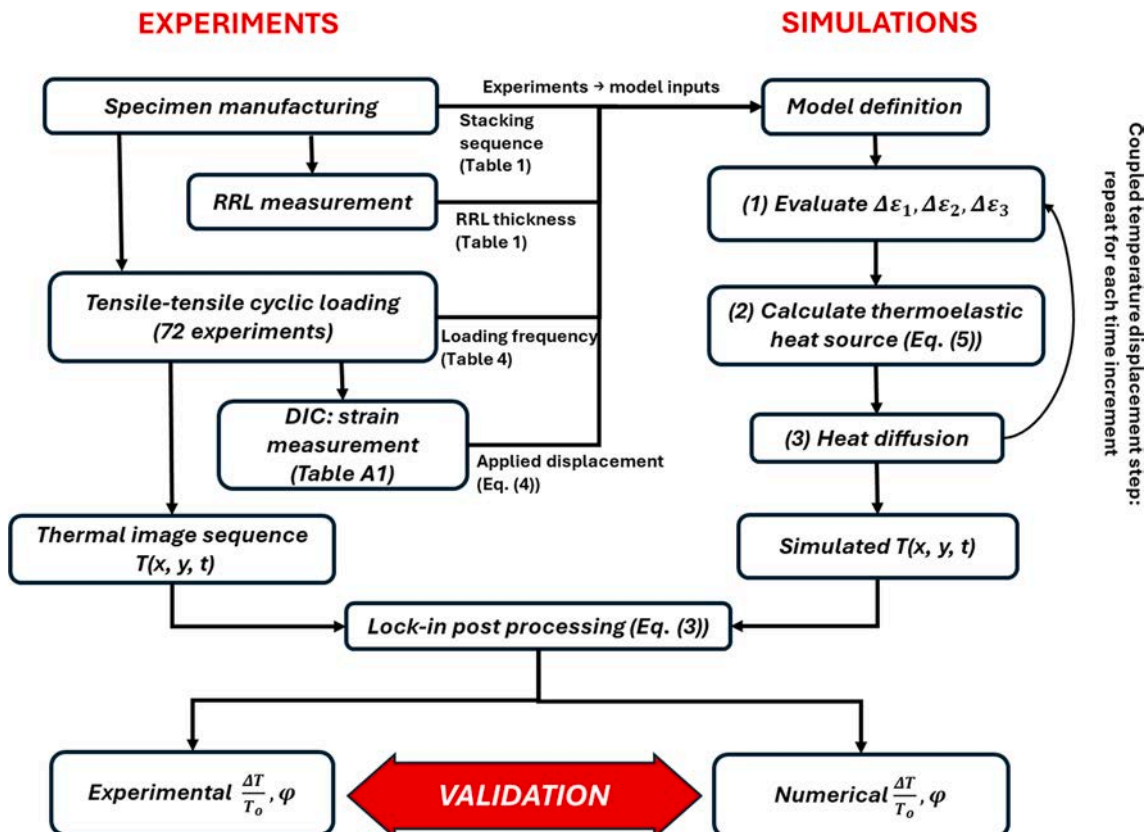 EXPERIMENTS
SIMULATIONS
Specimen manufacturing
Experiments → model inputs
Model definition
Stacking
sequence
(Table 1)
RRL measurement
RRL thickness
(Table 1)
(1) Evaluate Δε₁, Δε₂, Δε₃
Tensile-tensile cyclic loading
(72 experiments)
Loading frequency
(Table 4)
(2) Calculate thermoelastic
heat source (Eq. (5))
DIC: strain
measurement
(Table A1)
Applied displacement
(Eq. (4))
(3) Heat diffusion
Coupled temperature displacement step:
repeat for each time increment
Thermal image sequence
T(x, y, t)
Simulated T(x, y, t)
Lock-in post processing (Eq. (3))
Experimental ΔT/Tₒ, φ
VALIDATION
Numerical ΔT/Tₒ, φ